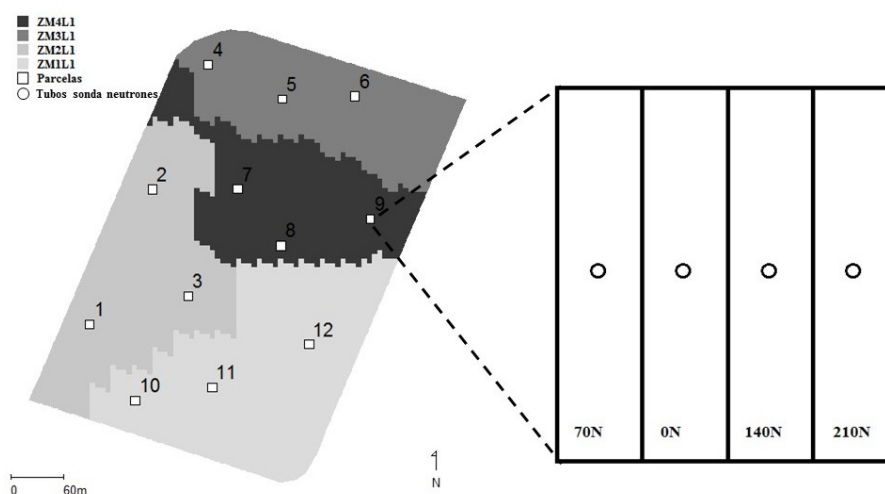 ZM4L1
ZM3L1
ZM2L1
ZM1L1
Parcelas
Tubos sonda neutrones
4
5
6
2
7
9
8
3
1
12
11
10
0
60m
N
70N
0N
140N
210N